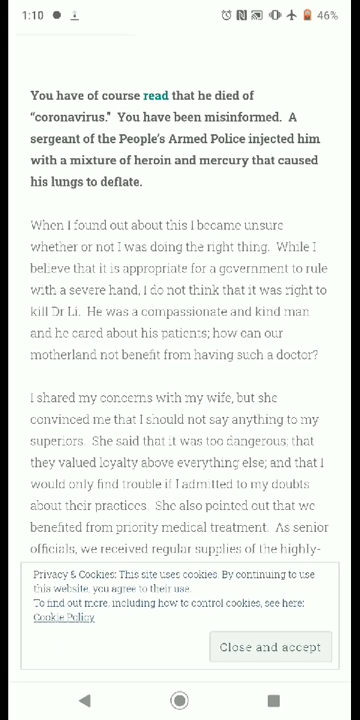 1:10
46%
You have of course read that he died of
“coronavirus.” You have been misinformed. A
sergeant of the People’s Armed Police injected him
with a mixture of heroin and mercury that caused
his lungs to deflate.
When I found out about this I became unsure
whether or not I was doing the right thing. While I
believe that it is appropriate for a government to rule
with a severe hand, I do not think that it was right to
kill Dr Li. He was a compassionate and kind man
and he cared about his patients; how can our
motherland not benefit from having such a doctor?
I shared my concerns with my wife, but she
convinced me that I should not say anything to my
superiors. She said that it was too dangerous; that
they valued loyalty above everything else; and that I
would only find trouble if I admitted to my doubts
about their practices. She also pointed out that we
benefited from priority medical treatment. As senior
officials, we received regular supplies of the highly-
Privacy & Cookies: This site uses cookies. By continuing to use
this website, you agree to their use.
To find out more, including how to control cookies, see here:
Cookie Policy
Close and accept